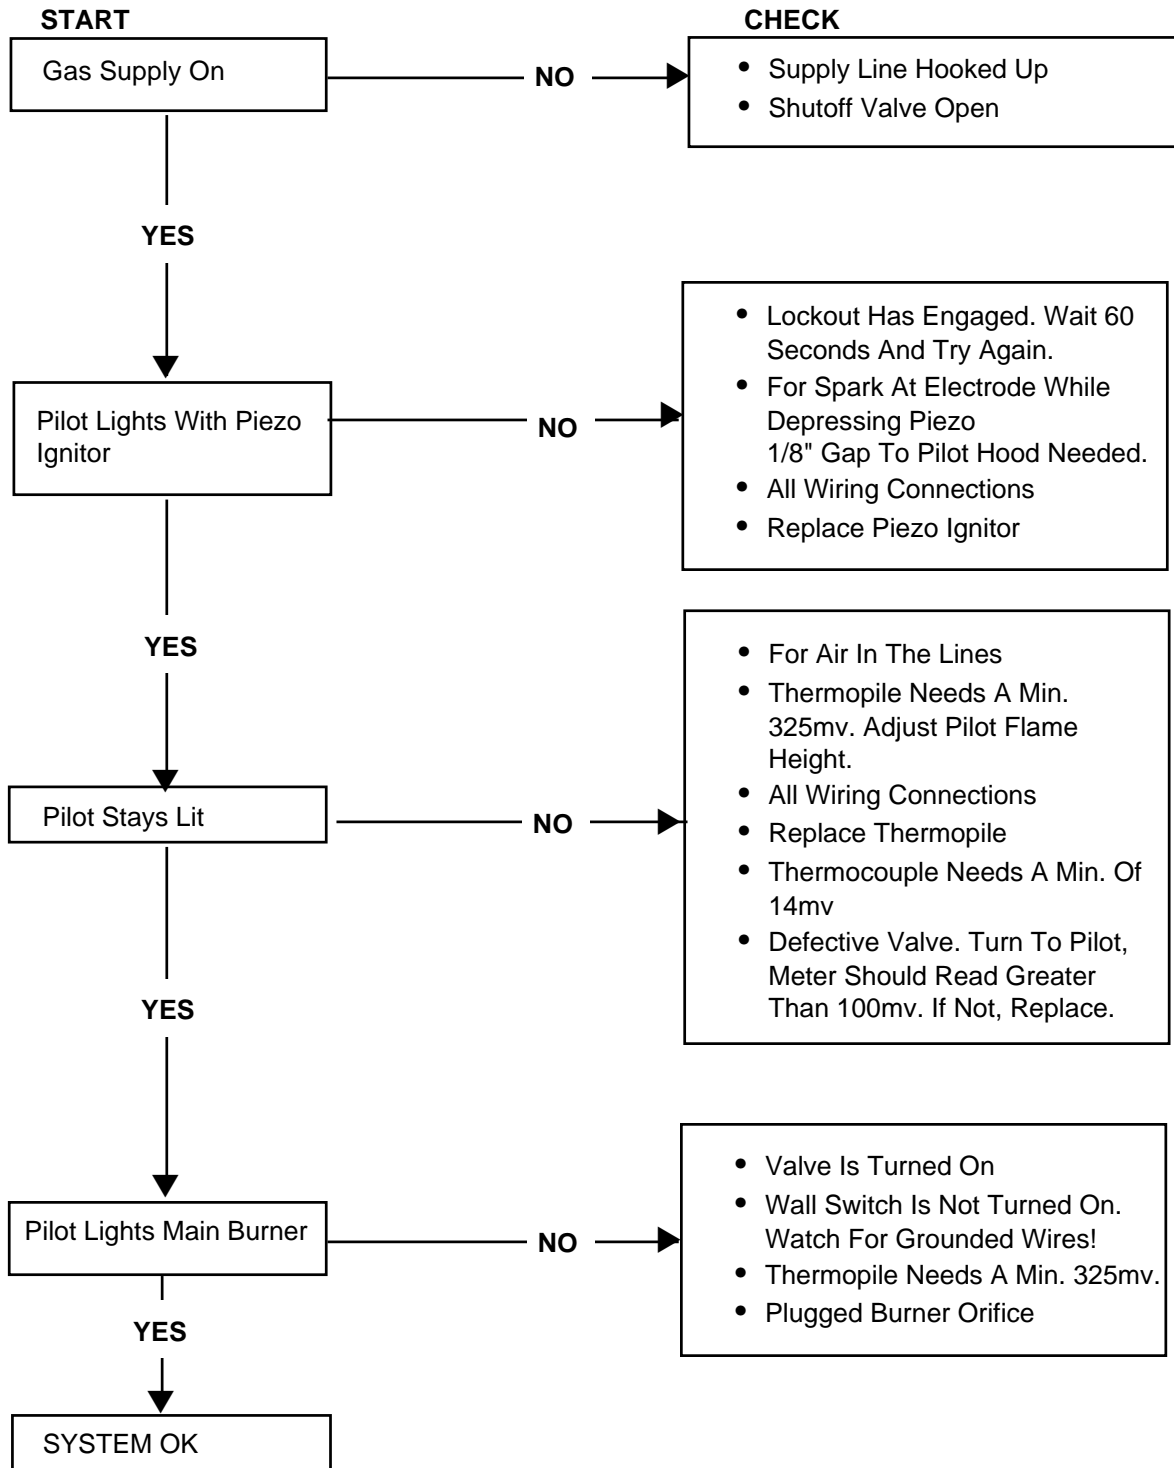 START
CHECK
Gas Supply On
NO
• Supply Line Hooked Up
• Shutoff Valve Open
YES
Pilot Lights With Piezo
Ignitor
NO
• Lockout Has Engaged. Wait 60
Seconds And Try Again.
• For Spark At Electrode While
Depressing Piezo
1/8" Gap To Pilot Hood Needed.
• All Wiring Connections
• Replace Piezo Ignitor
YES
Pilot Stays Lit
NO
• For Air In The Lines
• Thermopile Needs A Min.
325mv. Adjust Pilot Flame
Height.
• All Wiring Connections
• Replace Thermopile
• Thermocouple Needs A Min. Of
14mv
• Defective Valve. Turn To Pilot,
Meter Should Read Greater
Than 100mv. If Not, Replace.
YES
Pilot Lights Main Burner
NO
• Valve Is Turned On
• Wall Switch Is Not Turned On.
Watch For Grounded Wires!
• Thermopile Needs A Min. 325mv.
• Plugged Burner Orifice
YES
SYSTEM OK